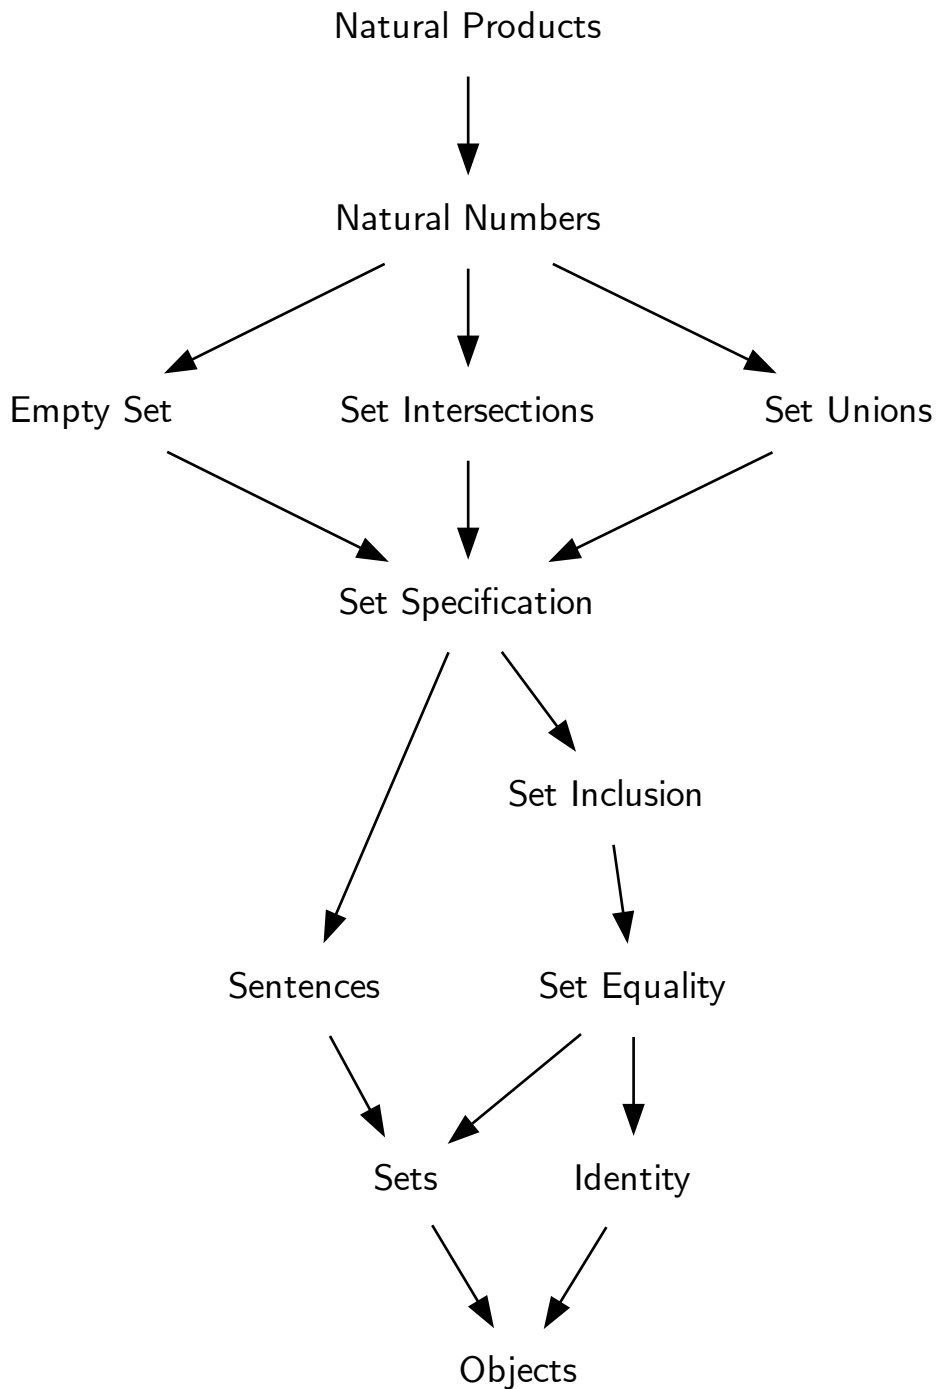 Natural Products
Natural Numbers
Empty Set
Set Intersections
Set Unions
Set Specification
Set Inclusion
Sentences
Set Equality
Sets
Identity
Objects